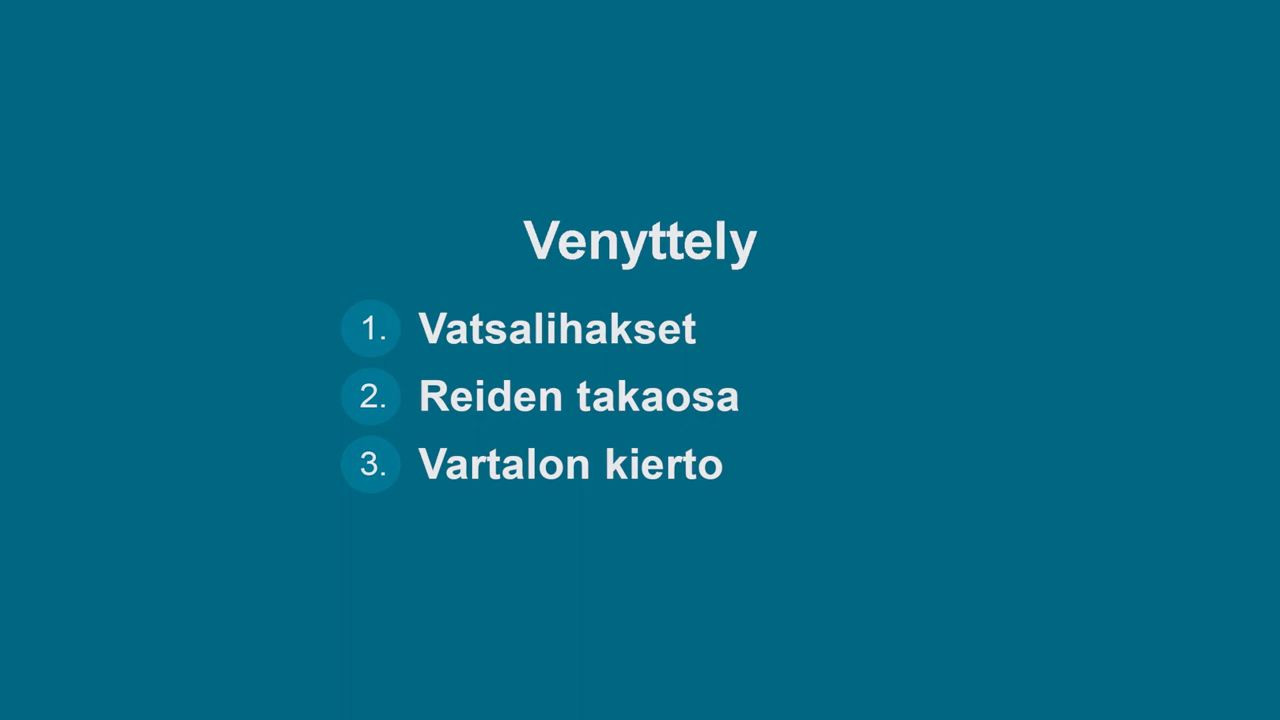 Venyttely
1. Vatsalihakset
2. Reiden takaosa
3. Vartalon kierto